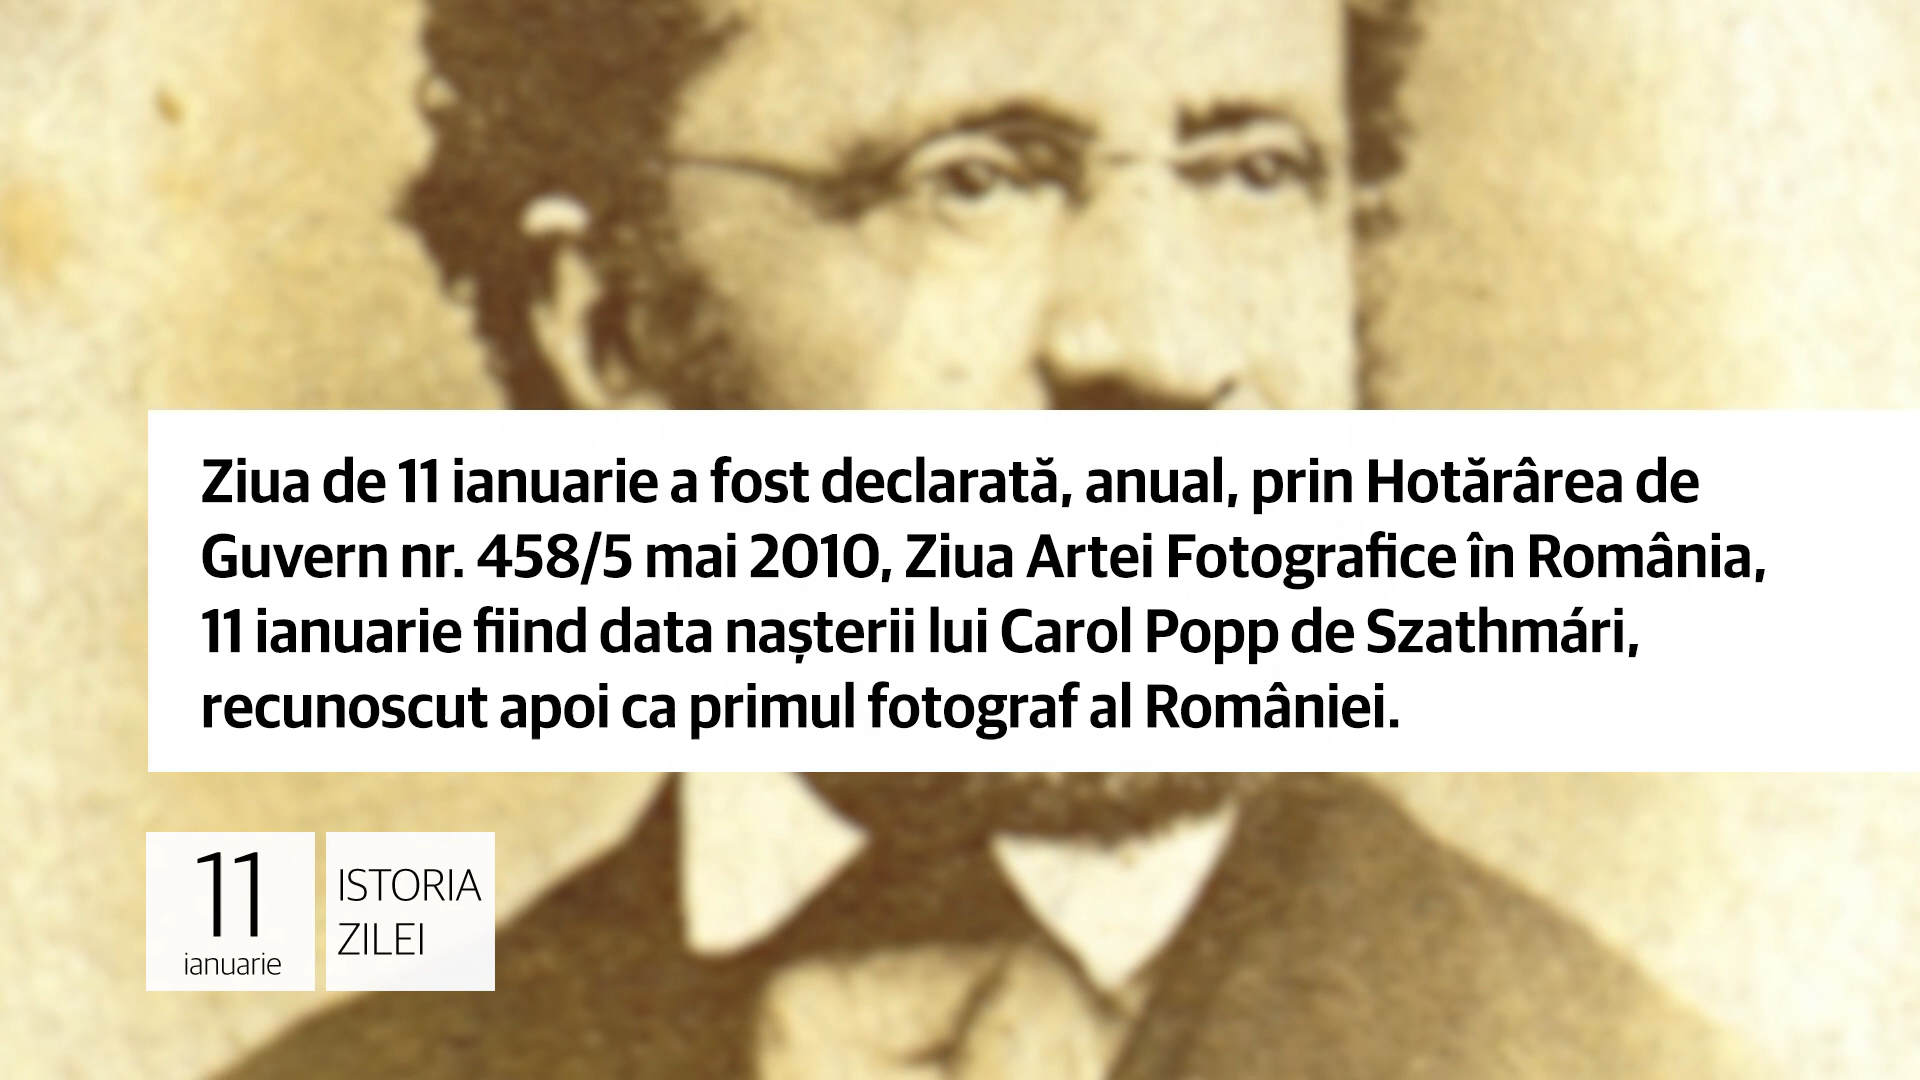 Ziua de 11 ianuarie a fost declarată, anual, prin Hotărârea de
Guvern nr. 458/5 mai 2010, Ziua Artei Fotografice în România,
11 ianuarie fiind data nașterii lui Carol Popp de Szathmári,
recunoscut apoi ca primul fotograf al României.
11
ianuarie
ISTORIA
ZILEI